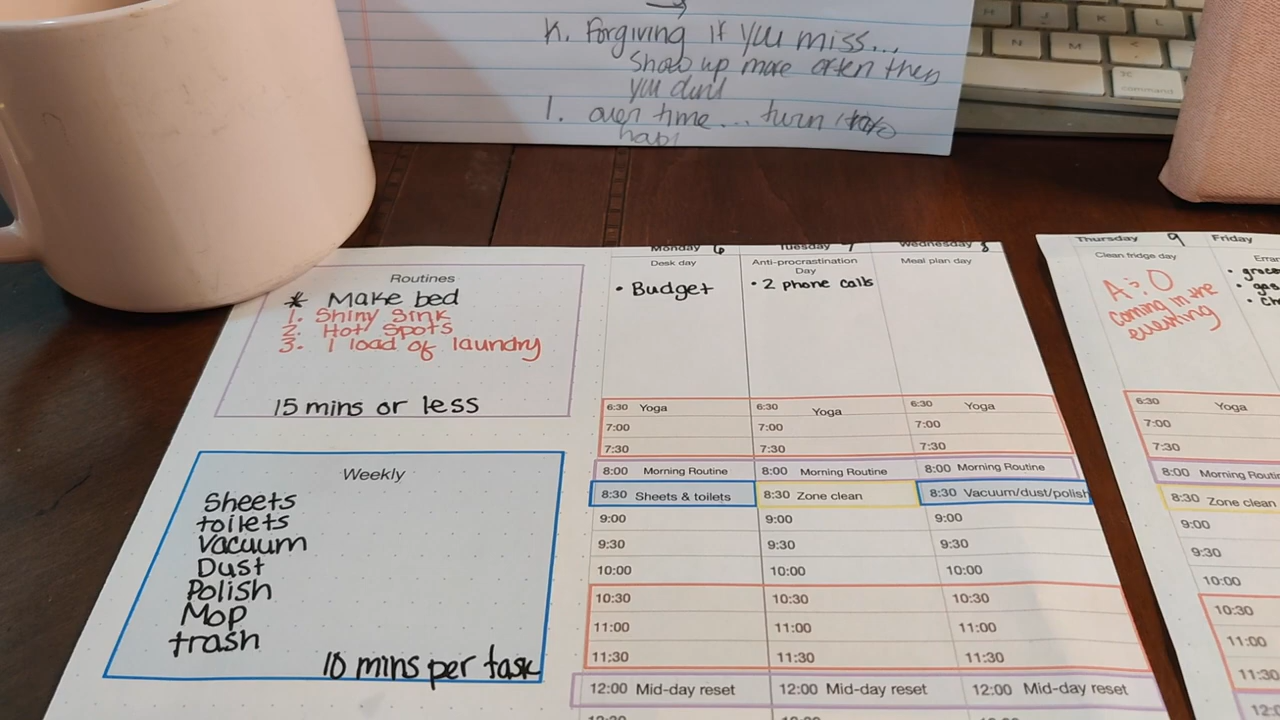 K. Forgiving if you miss...
Show up more often then
you don't
l. over time... turn into
H J K L
N M <
⌘ command
Routines
* Make bed
1. Shiny Sink
2. Hot Spots
3. 1 load of laundry
15 mins or less
Weekly
Sheets
toilets
Vacuum
Dust
Polish
Mop
trash
10 mins per task
Monday 6 Tuesday 7 Wednesday 8
Desk day Anti-procrastination Day Meal plan day
• Budget • 2 phone calls
6:30 Yoga 6:30 Yoga 6:30 Yoga
7:00 7:00 7:00
7:30 7:30 7:30
8:00 Morning Routine 8:00 Morning Routine 8:00 Morning Routine
8:30 Sheets & toilets 8:30 Zone clean 8:30 Vacuum/dust/polish
9:00 9:00 9:00
9:30 9:30 9:30
10:00 10:00 10:00
10:30 10:30 10:30
11:00 11:00 11:00
11:30 11:30 11:30
12:00 Mid-day reset 12:00 Mid-day reset 12:00 Mid-day reset
Thursday 9 Friday
Clean fridge day
A:O
coming in the
evening
• gas
6:30 Yoga
7:00
7:30
8:00 Morning
8:30 Zone clean
9:00
9:30
10:00
10:30
11:00
11:30